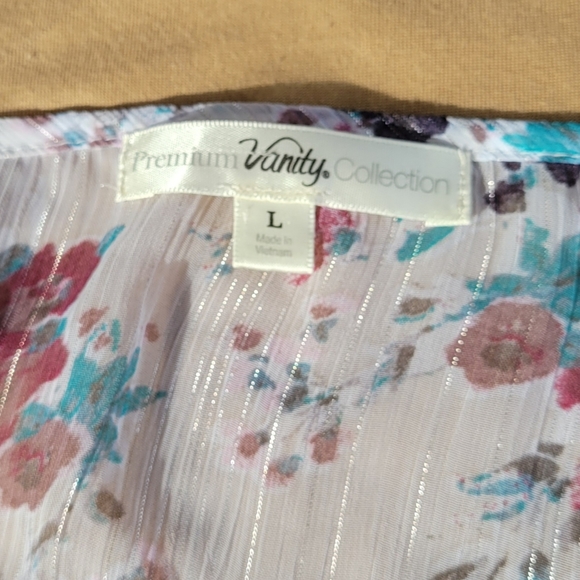 Premium Vanity® Collection
L
Made in
Vietnam